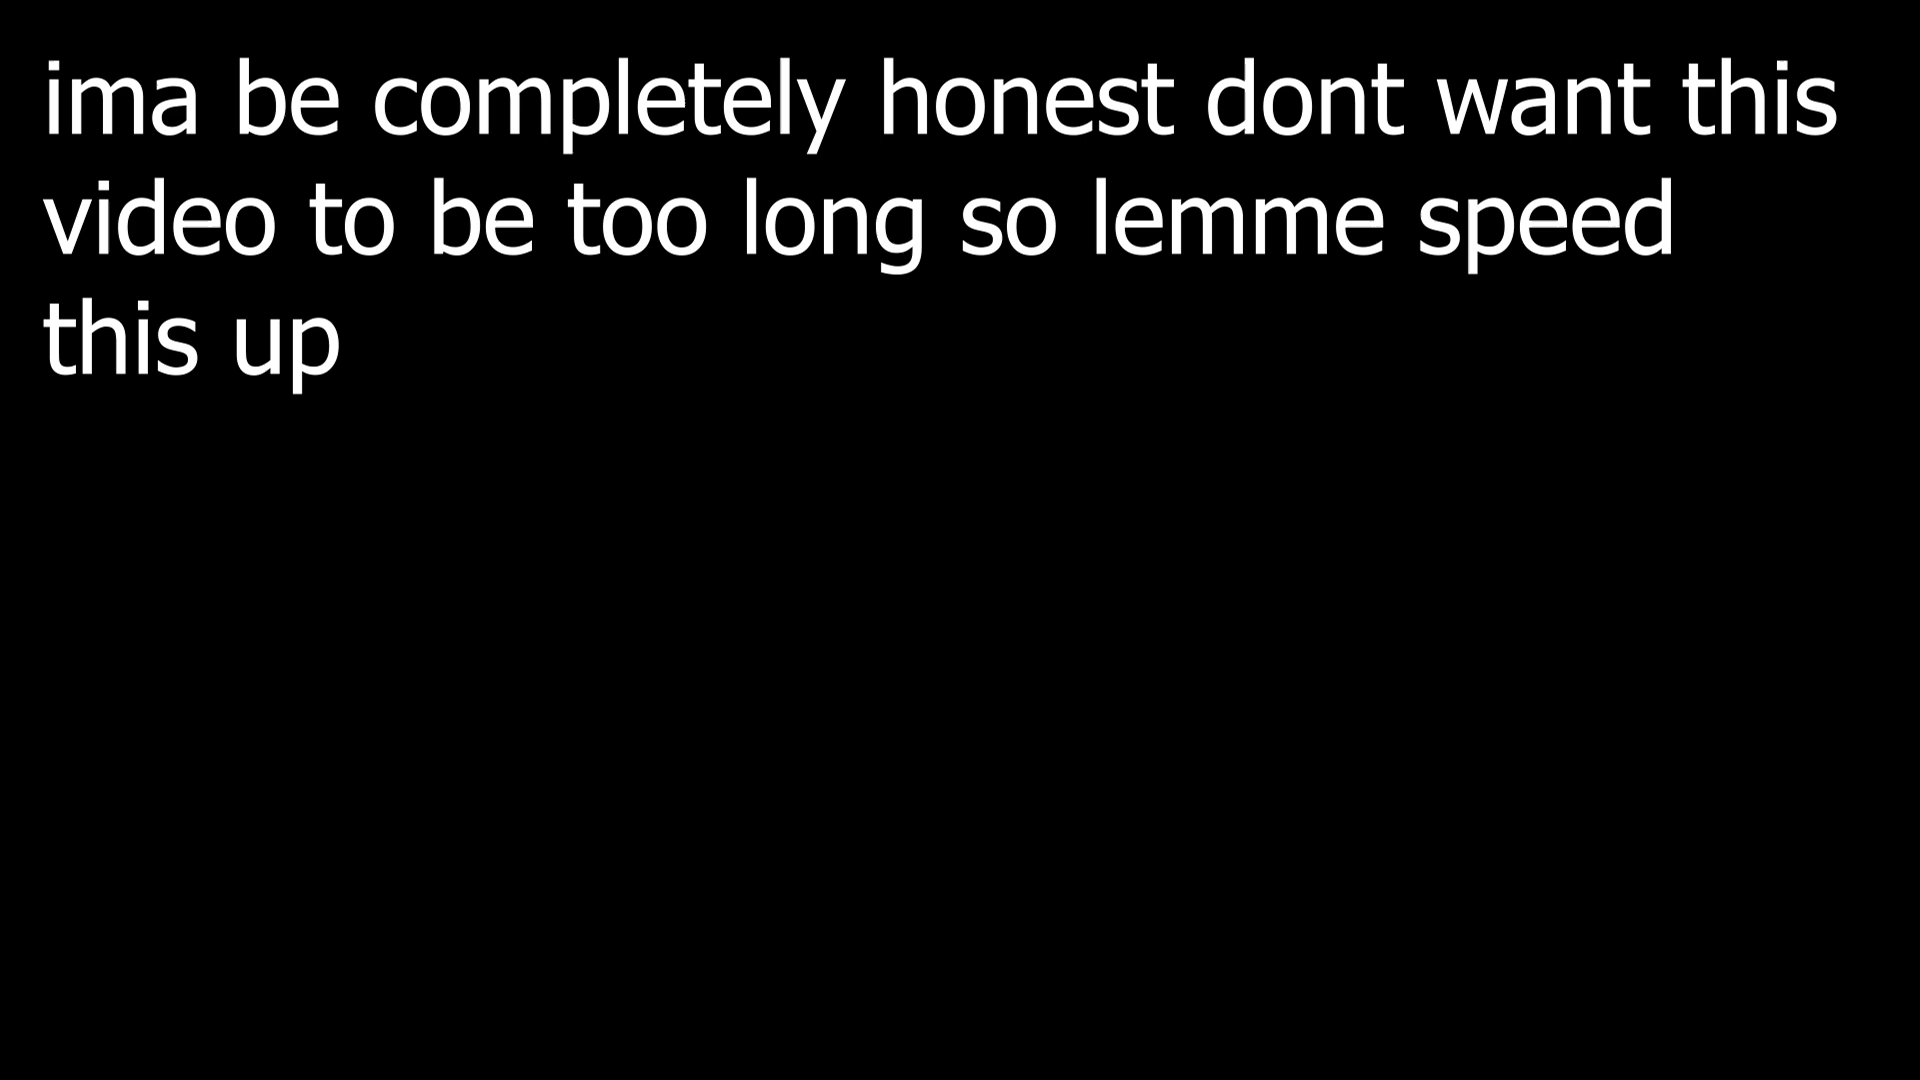 ima be completely honest dont want this
video to be too long so lemme speed
this up